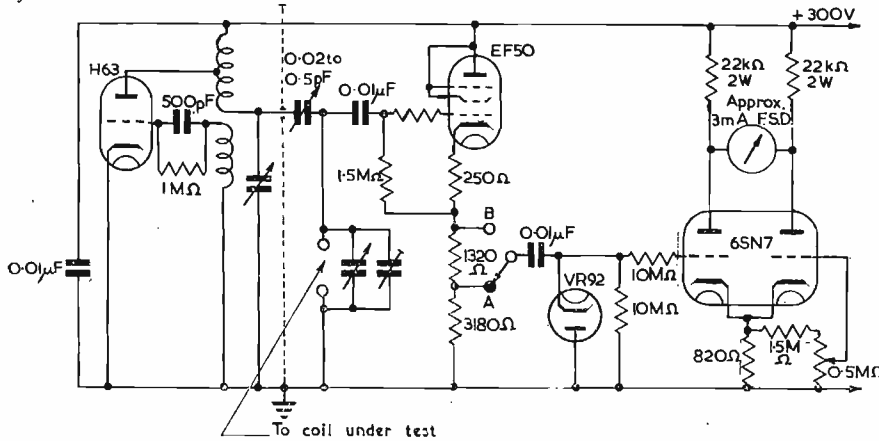 T
+300V
H63
0.02 to
0.5pF
EF50
0.01μF
22kΩ
2W
22kΩ
2W
Approx.
3mA F.S.D.
500pF
1MΩ
1.5MΩ
250Ω
B
0.01μF
1320
Ω
A
0.01μF
VR92
10MΩ
10MΩ
6SN7
3180Ω
820Ω
1.5M
Ω
0.5MΩ
To coil under test